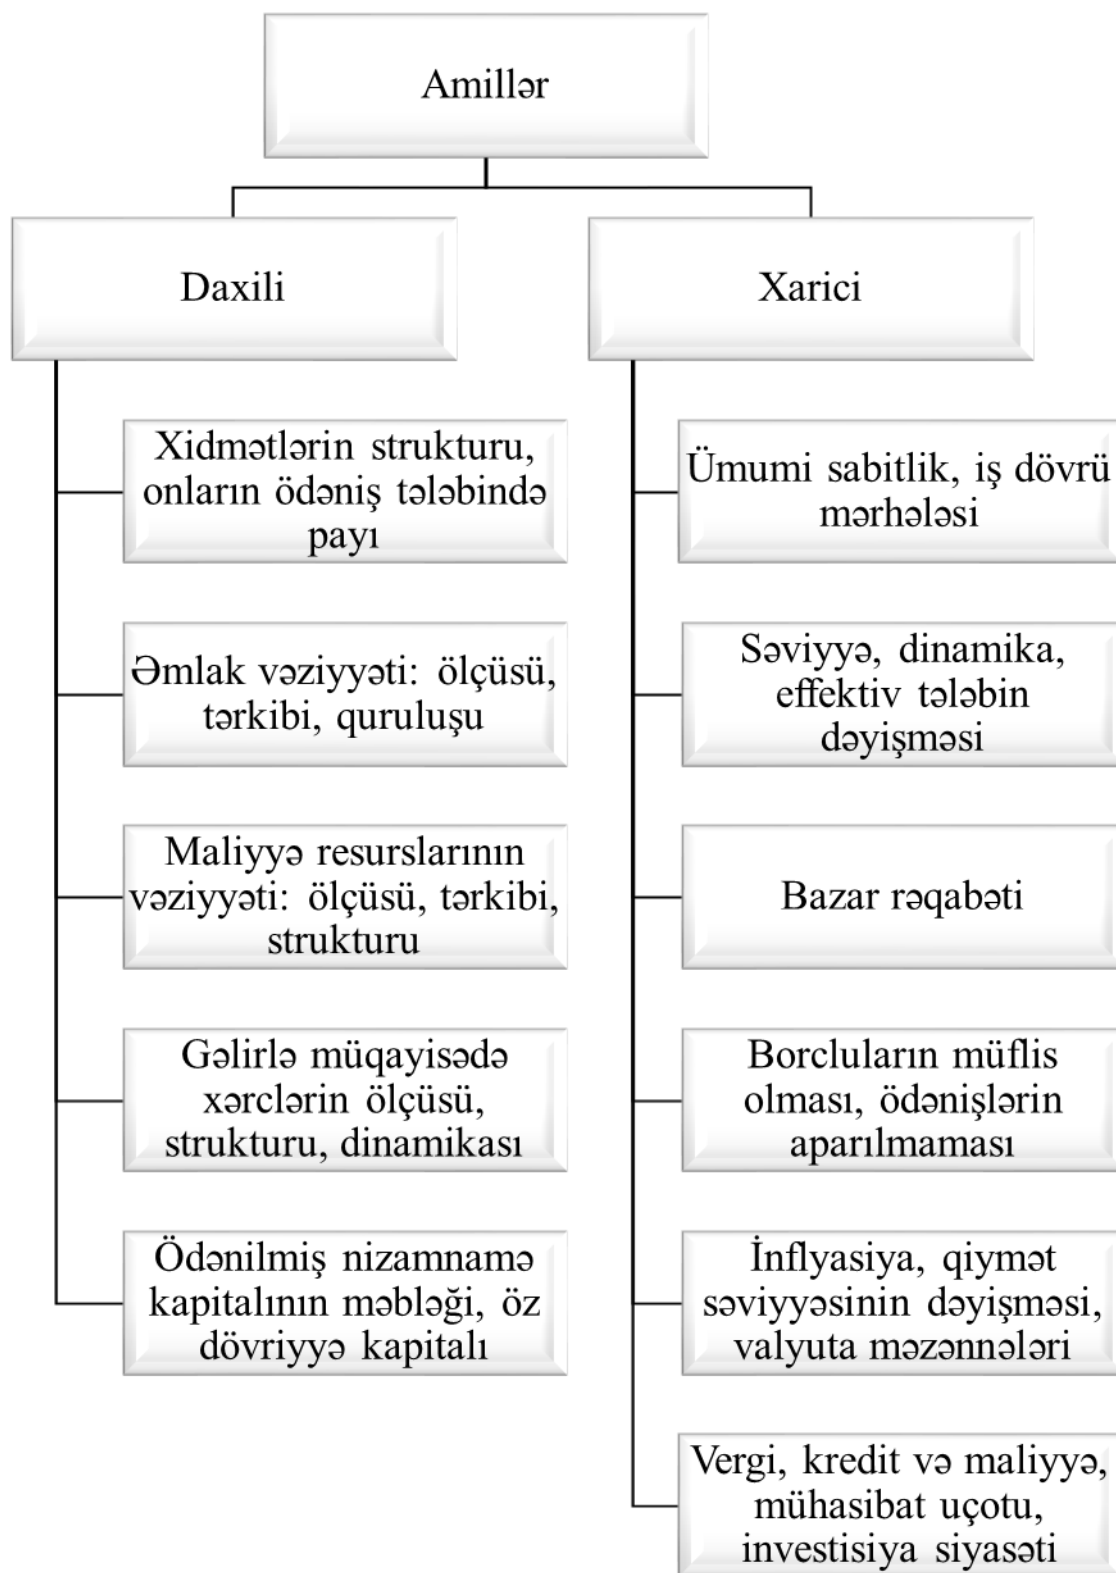 Amillər
Daxili
Xidmətlərin strukturu,
onların ödəniş tələbində
payı
Əmlak vəziyyəti: ölçüsü,
tərkibi, quruluşu
Maliyyə resurslarının
vəziyyəti: ölçüsü, tərkibi,
strukturu
Gəlirlə müqayisədə
xərclərin ölçüsü,
strukturu, dinamikası
Ödənilmiş nizamnamə
kapitalının məbləği, öz
dövriyyə kapitalı
Xarici
Ümumi sabitlik, iş dövrü
mərhələsi
Səviyyə, dinamika,
effektiv tələbin
dəyişməsi
Bazar rəqabəti
Borcluların müflis
olması, ödənişlərin
aparılmaması
İnflyasiya, qiymət
səviyyəsinin dəyişməsi,
valyuta məzənnələri
Vergi, kredit və maliyyə,
mühasibat uçotu,
investisiya siyasəti